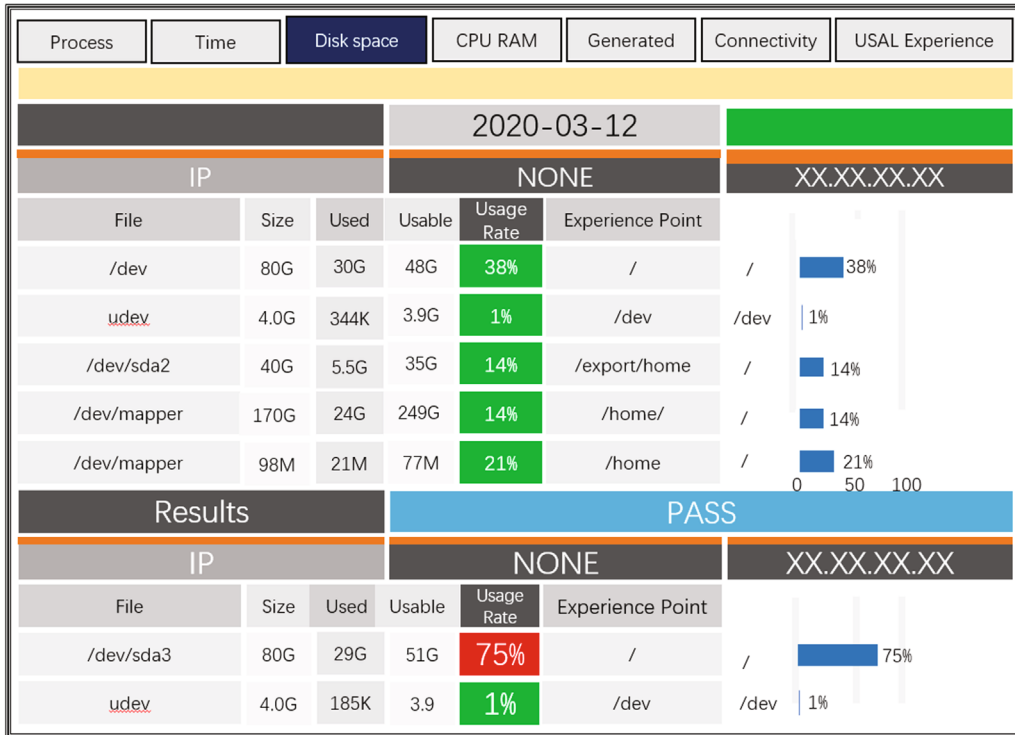 Process Time Disk space CPU RAM Generated Connectivity USAL Experience
2020-03-12
IP NONE XX.XX.XX.XX
File Size Used Usable Usage Rate Experience Point
/dev 80G 30G 48G 38% / / 38%
udev 4.0G 344K 3.9G 1% /dev /dev 1%
/dev/sda2 40G 5.5G 35G 14% /export/home / 14%
/dev/mapper 170G 24G 249G 14% /home/ / 14%
/dev/mapper 98M 21M 77M 21% /home / 21%
0 50 100
Results PASS
IP NONE XX.XX.XX.XX
File Size Used Usable Usage Rate Experience Point
/dev/sda3 80G 29G 51G 75% / / 75%
udev 4.0G 185K 3.9 1% /dev /dev 1%